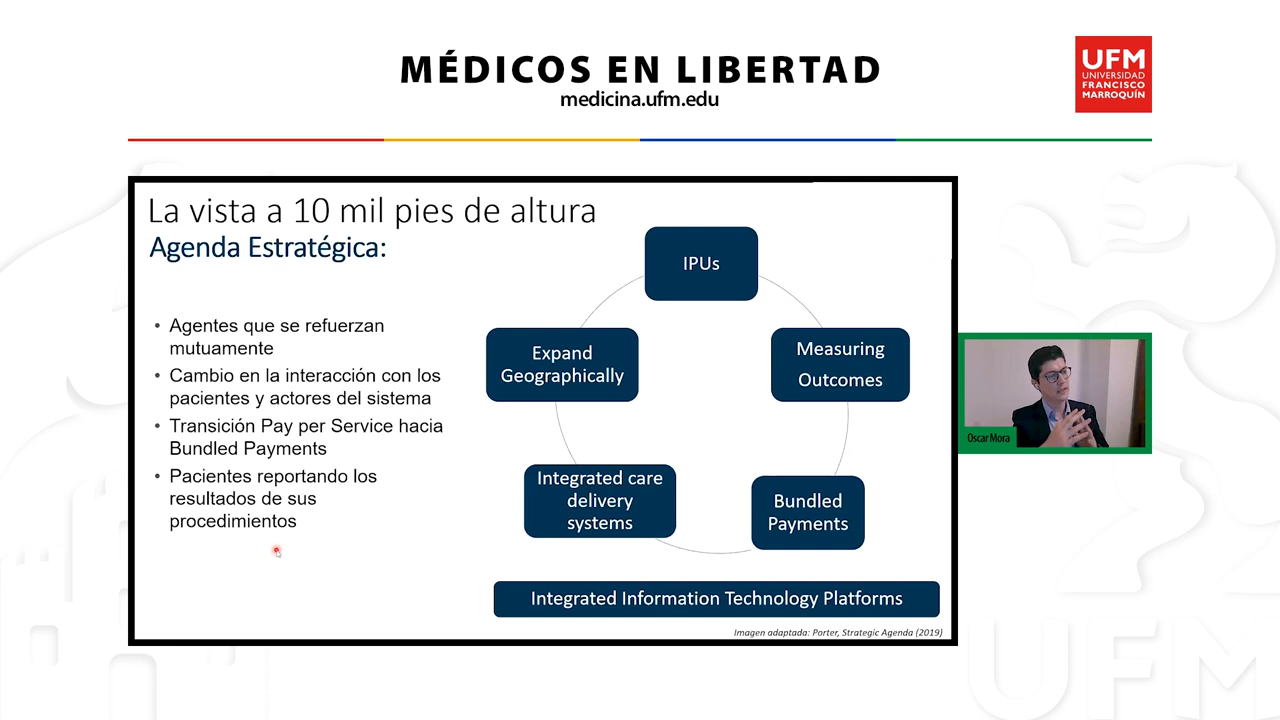 MÉDICOS EN LIBERTAD
medicina.ufm.edu
UFM
UNIVERSIDAD
FRANCISCO
MARROQUÍN
La vista a 10 mil pies de altura
Agenda Estratégica:
• Agentes que se refuerzan
mutuamente
• Cambio en la interacción con los
pacientes y actores del sistema
• Transición Pay per Service hacia
Bundled Payments
• Pacientes reportando los
resultados de sus
procedimientos
IPUs
Measuring
Outcomes
Bundled
Payments
Integrated care
delivery
systems
Expand
Geographically
Integrated Information Technology Platforms
Imagen adaptada: Porter, Strategic Agenda (2019)
Oscar Mora
UFM